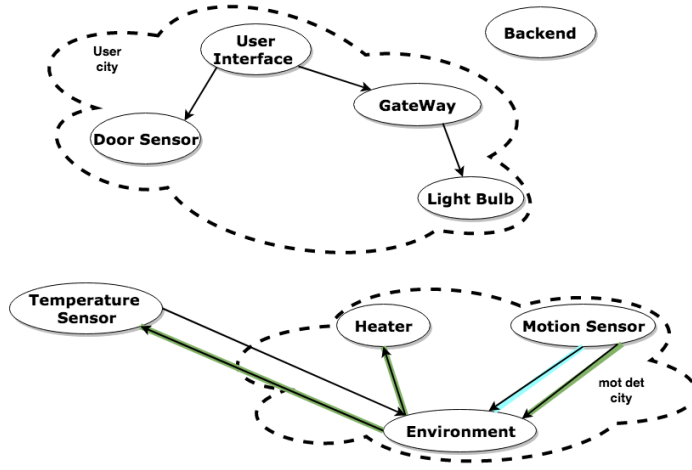 User
city
User
Interface
Backend
GateWay
Door Sensor
Light Bulb
Temperature
Sensor
Heater
Motion Sensor
mot det
city
Environment